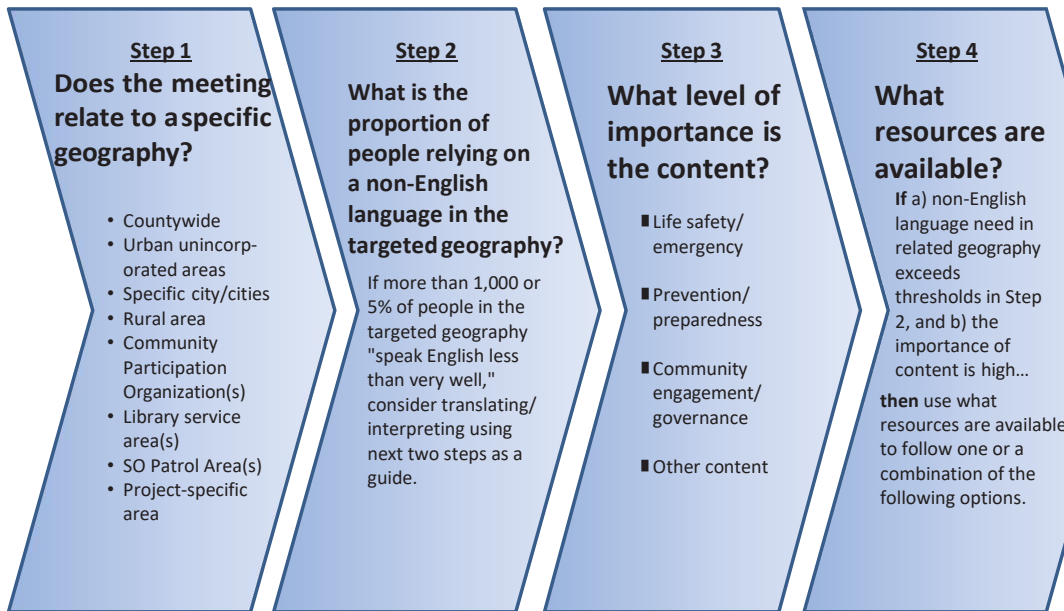 Step 1
Does the meeting
relate to a specific
geography?
• Countywide
• Urban unincorp-
orated areas
• Specific city/cities
• Rural area
• Community
Participation
Organization(s)
• Library service
area(s)
• SO Patrol Area(s)
• Project-specific
area
Step 2
What is the
proportion of
people relying on
a non-English
language in the
targeted geography?
If more than 1,000 or
5% of people in the
targeted geography
"speak English less
than very well,"
consider translating/
interpreting using
next two steps as a
guide.
Step 3
What level of
importance is
the content?
▪ Life safety/
emergency
▪ Prevention/
preparedness
▪ Community
engagement/
governance
▪ Other content
Step 4
What
resources are
available?
If a) non-English
language need in
related geography
exceeds
thresholds in Step
2, and b) the
importance of
content is high…
then use what
resources are available
to follow one or a
combination of the
following options.